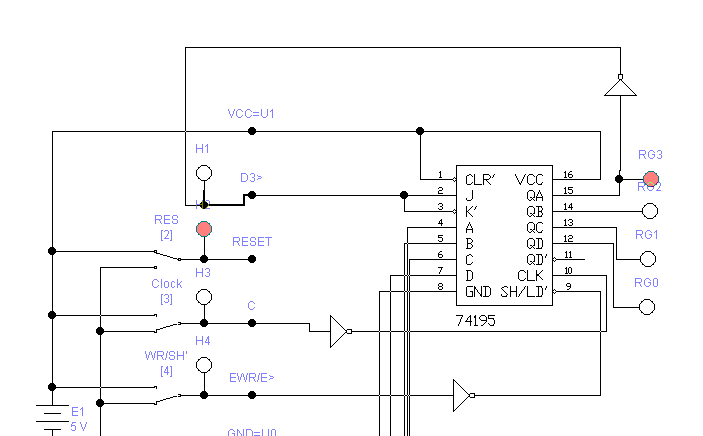 VCC=U1
H1
D3>
RES
[2]
RESET
H3
Clock
[3]
C
H4
WR/SH'
[4]
EWR/E>
E1
5 V
GND=U0
RG3
RG2
RG1
RG0
1 CLR' VCC 16
2 J QA 15
3 K' QB 14
4 A QC 13
5 B QD 12
6 C QD' 11
7 D CLK 10
8 GND SH/LD' 9
74195